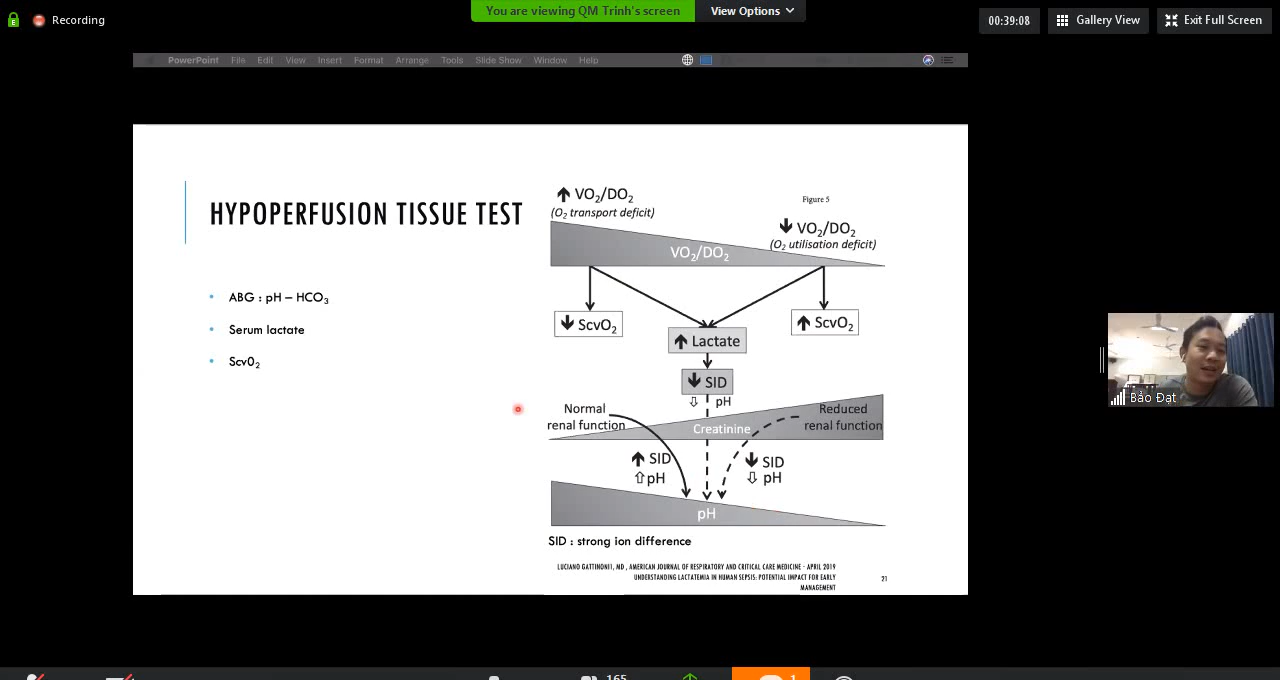 Recording
You are viewing QM Trinh's screen
View Options
00:39:08
Gallery View
Exit Full Screen
PowerPoint File Edit View Insert Format Arrange Tools Slide Show Window Help
HYPOPERFUSION TISSUE TEST
• ABG : pH – HCO₃
• Serum lactate
• Scv0₂
Figure 5
↑ VO₂/DO₂
(O₂ transport deficit)
↓ VO₂/DO₂
(O₂ utilisation deficit)
VO₂/DO₂
↓ ScvO₂
↑ ScvO₂
↑ Lactate
↓ SID
⇩ pH
Normal
renal function
Creatinine
Reduced
renal function
↑ SID
⇧ pH
↓ SID
⇩ pH
pH
SID : strong ion difference
LUCIANO GATTINONI1, MD , AMERICAN JOURNAL OF RESPIRATORY AND CRITICAL CARE MEDICINE · APRIL 2019
UNDERSTANDING LACTATEMIA IN HUMAN SEPSIS: POTENTIAL IMPACT FOR EARLY
MANAGEMENT
21
Bảo Đạt
165
1